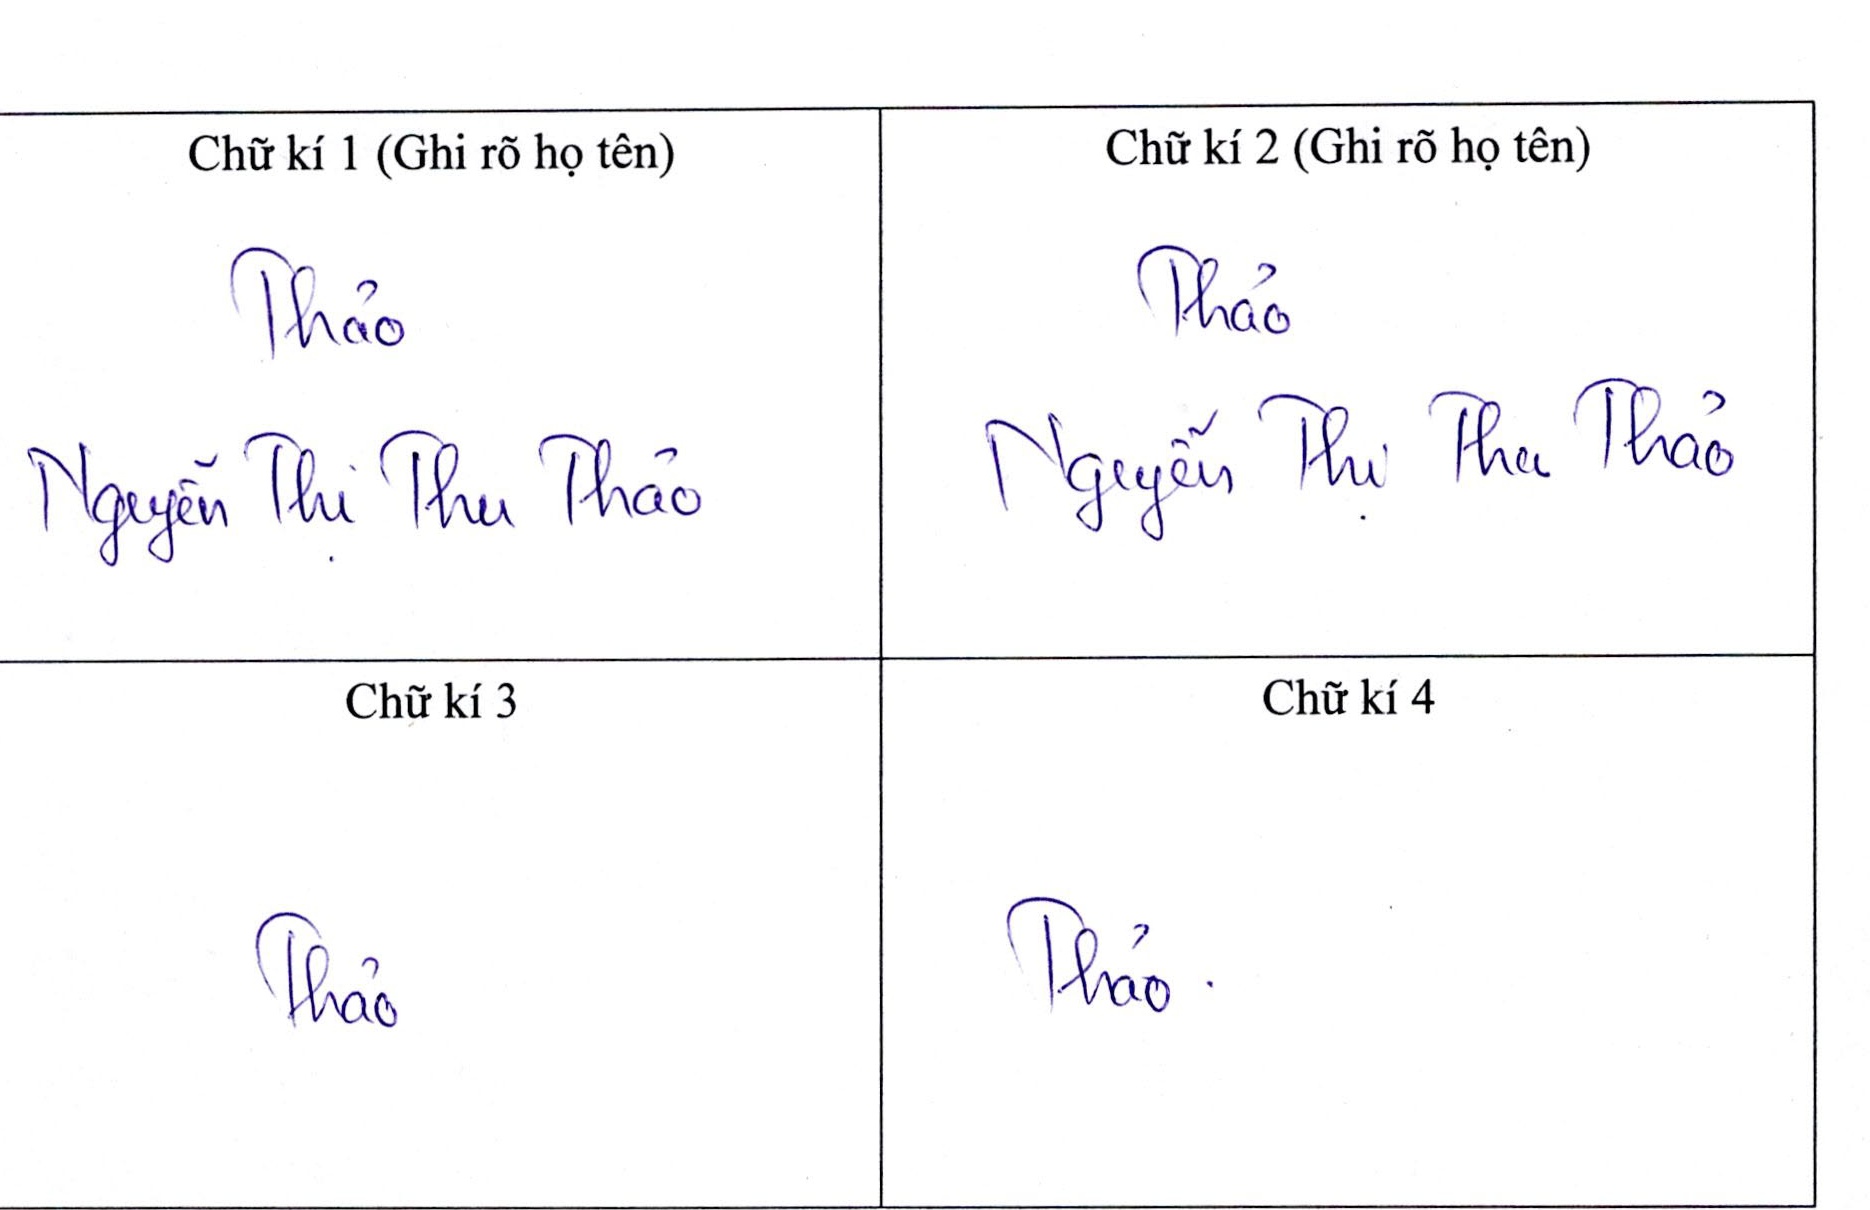 Chữ kí 1 (Ghi rõ họ tên)
Thảo
Nguyễn Thị Thu Thảo
Chữ kí 2 (Ghi rõ họ tên)
Thảo
Nguyễn Thị Thu Thảo
Chữ kí 3
Thảo
Chữ kí 4
Thảo.